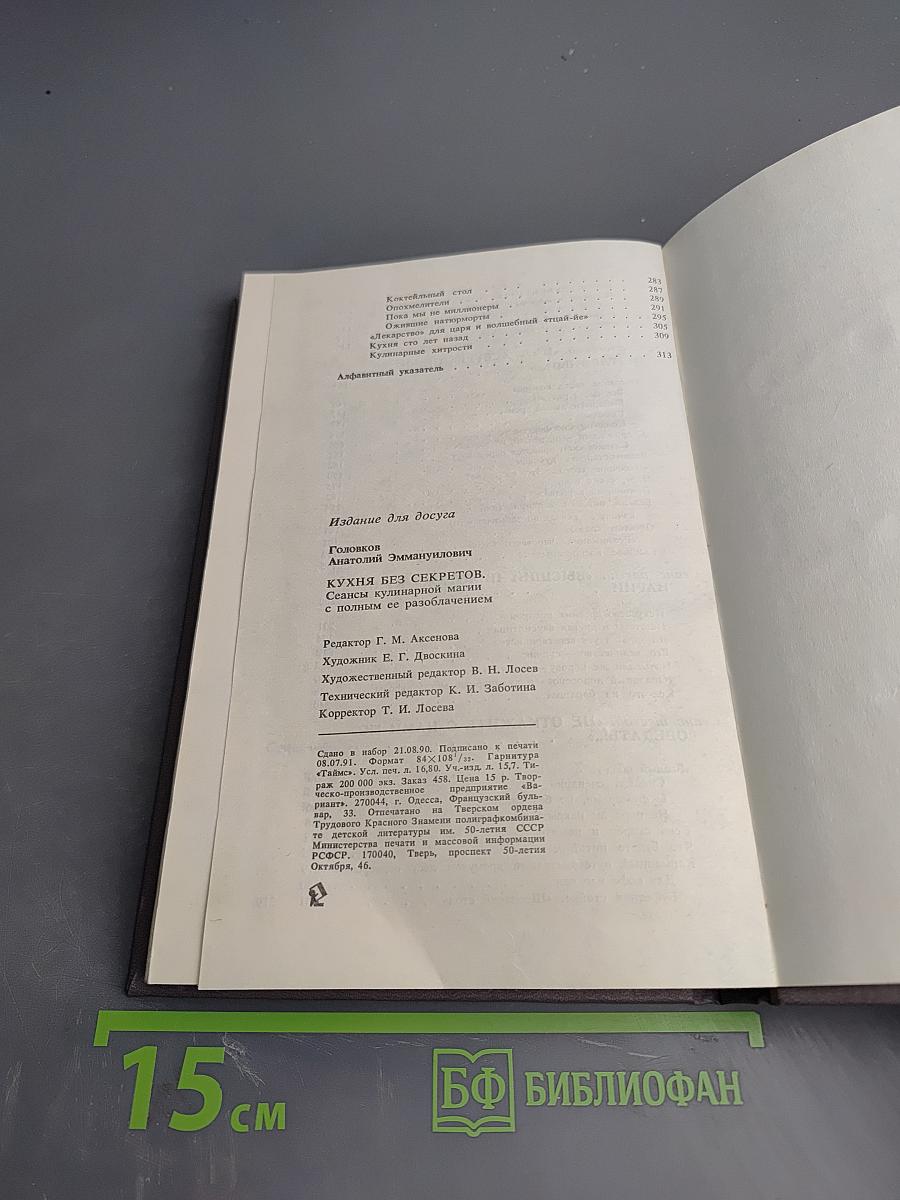 Коктейльный стол . . . . . . . . . . 283
Опохмелители . . . . . . . . . . 287
Пока мы не миллионеры . . . . . . . . 289
Ожившие натюрморты . . . . . . . . 291
«Лекарство» для царя и волшебный «тцай-йе» . . . . 295
Кухня сто лет назад . . . . . . . . . 305
Кулинарные хитрости . . . . . . . . . 309
Алфавитный указатель . . . . . . . . . . 313
Издание для досуга
Головков
Анатолий Эммануилович
КУХНЯ БЕЗ СЕКРЕТОВ.
Сеансы кулинарной магии
с полным ее разоблачением
Редактор Г. М. Аксенова
Художник Е. Г. Двоскина
Художественный редактор В. Н. Лосев
Технический редактор К. И. Заботина
Корректор Т. И. Лосева
Сдано в набор 21.08.90. Подписано к печати
08.07.91. Формат 84×108¹/₃₂. Гарнитура
«Таймс». Усл. печ. л. 16,80. Уч.-изд. л. 15,7. Ти-
раж 200 000 экз. Заказ 458. Цена 15 р. Твор-
ческо-производственное предприятие «Ва-
риант». 270044, г. Одесса, Французский буль-
вар, 33. Отпечатано на Тверском ордена
Трудового Красного Знамени полиграфкомбина-
те детской литературы им. 50-летия СССР
Министерства печати и массовой информации
РСФСР. 170040, Тверь, проспект 50-летия
Октября, 46.
15 см
БФ БИБЛИОФАН